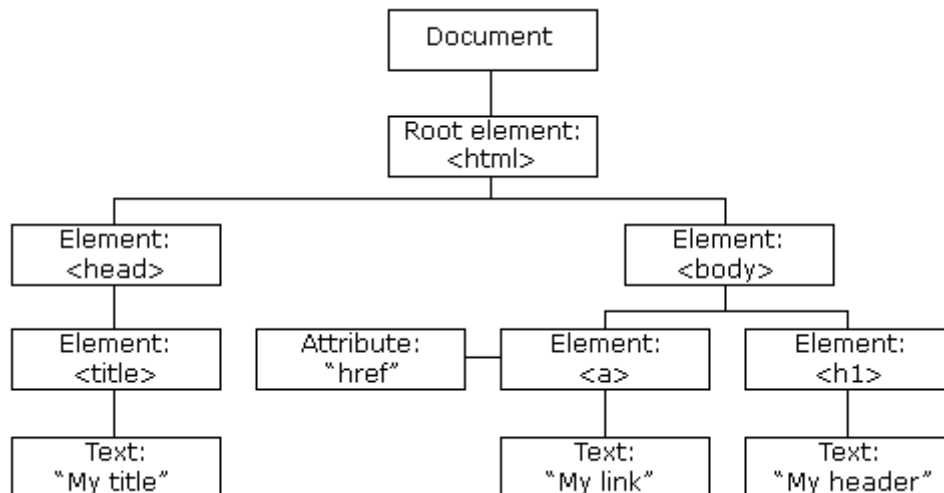 Document
Root element:
<html>
Element:
<head>
Element:
<body>
Element:
<title>
Attribute:
“href”
Element:
<a>
Element:
<h1>
Text:
“My title”
Text:
“My link”
Text:
“My header”